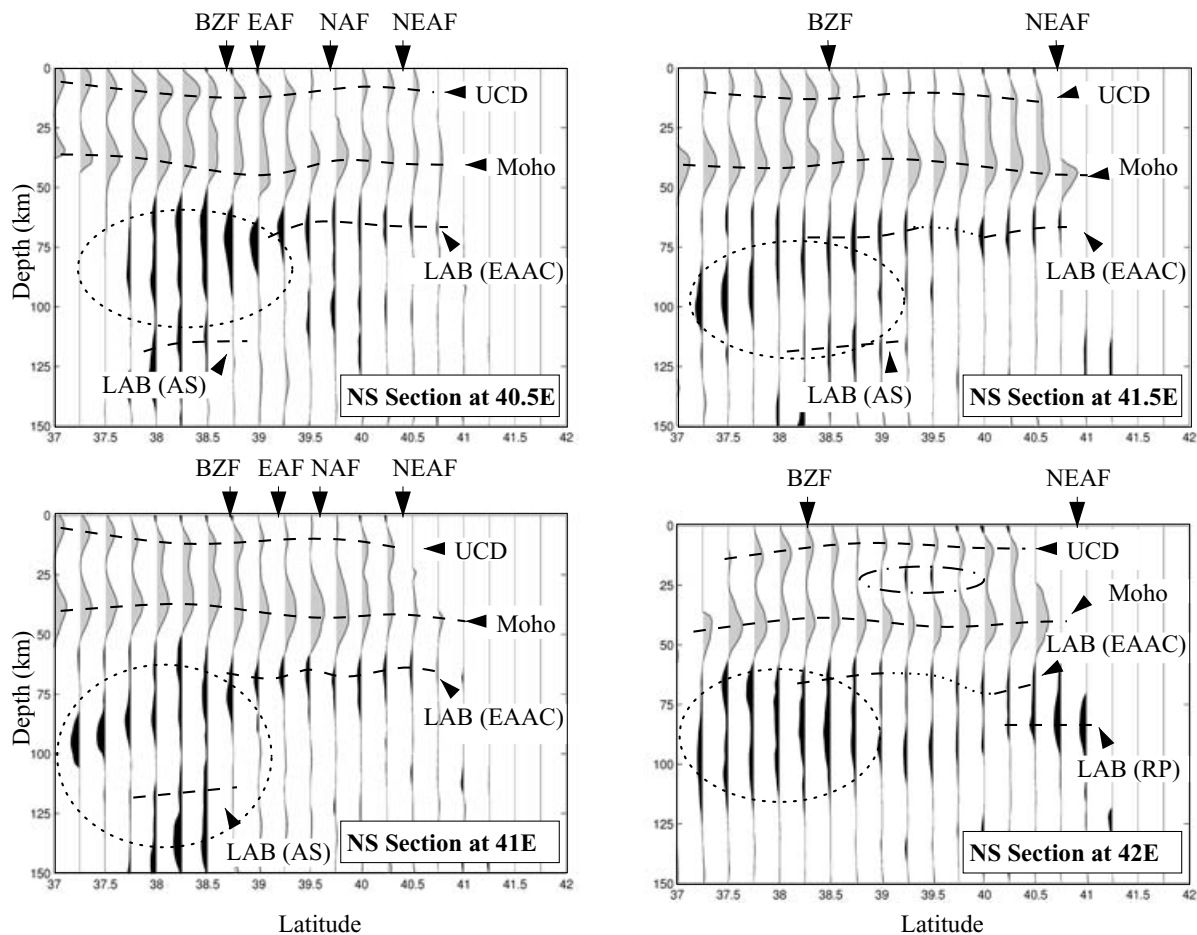 BZF EAF NAF NEAF
0
25
50
75
100
125
150
Depth (km)
UCD
Moho
LAB (EAAC)
LAB (AS)
NS Section at 40.5E
37 37.5 38 38.5 39 39.5 40 40.5 41 41.5 42
BZF NEAF
0
25
50
75
100
125
150
UCD
Moho
LAB (EAAC)
LAB (AS)
NS Section at 41.5E
37 37.5 38 38.5 39 39.5 40 40.5 41 41.5 42
BZF EAF NAF NEAF
0
25
50
75
100
125
150
Depth (km)
UCD
Moho
LAB (EAAC)
LAB (AS)
NS Section at 41E
37 37.5 38 38.5 39 39.5 40 40.5 41 41.5 42
Latitude
BZF NEAF
0
25
50
75
100
125
150
UCD
Moho
LAB (EAAC)
LAB (RP)
NS Section at 42E
37 37.5 38 38.5 39 39.5 40 40.5 41 41.5 42
Latitude